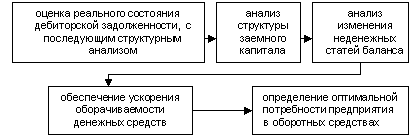 оценка реального состояния
дебиторской задолженности, с
последующим структурным
анализом
анализ
структуры
заемного
капитала
анализ
изменения
неденежных
статей баланса
обеспечение ускорения
оборачиваемости
денежных средств
определение оптимальной
потребности предприятия
в оборотных средствах